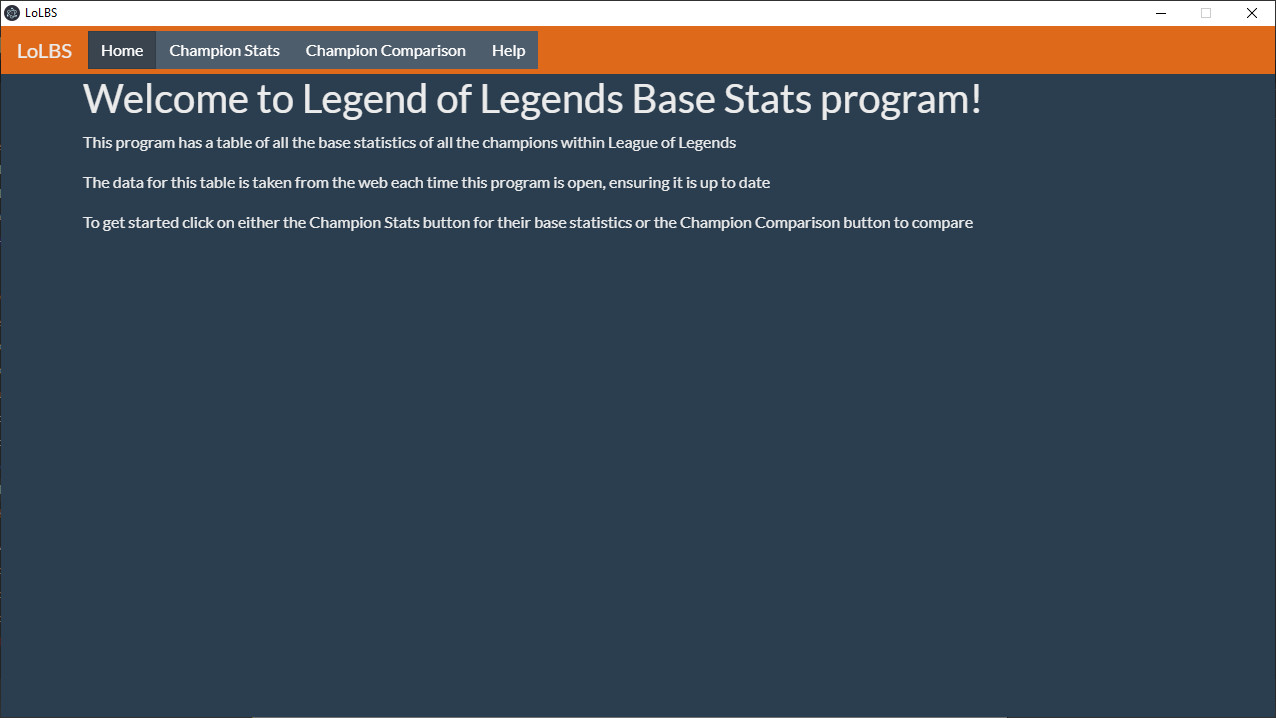 LoLBS
LoLBS Home Champion Stats Champion Comparison Help
Welcome to Legend of Legends Base Stats program!
This program has a table of all the base statistics of all the champions within League of Legends
The data for this table is taken from the web each time this program is open, ensuring it is up to date
To get started click on either the Champion Stats button for their base statistics or the Champion Comparison button to compare